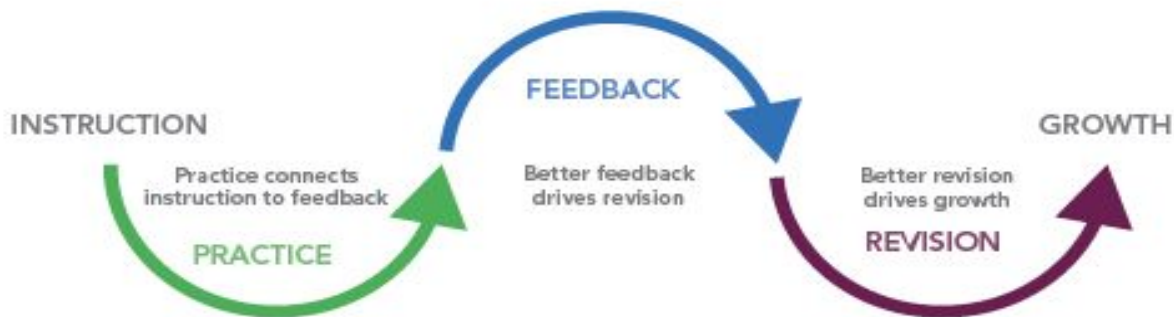 FEEDBACK
INSTRUCTION
GROWTH
Practice connects
instruction to feedback
Better feedback
drives revision
Better revision
drives growth
PRACTICE
REVISION